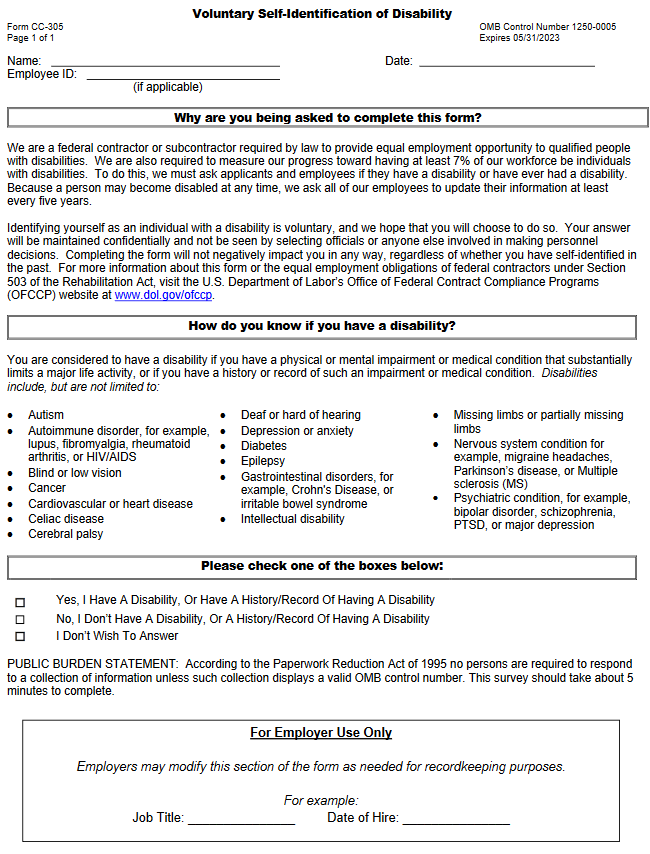 Voluntary Self-Identification of Disability
Form CC-305
Page 1 of 1
OMB Control Number 1250-0005
Expires 05/31/2023
Name:
Date:
Employee ID:
(if applicable)
Why are you being asked to complete this form?
We are a federal contractor or subcontractor required by law to provide equal employment opportunity to qualified people
with disabilities. We are also required to measure our progress toward having at least 7% of our workforce be individuals
with disabilities. To do this, we must ask applicants and employees if they have a disability or have ever had a disability.
Because a person may become disabled at any time, we ask all of our employees to update their information at least
every five years.
Identifying yourself as an individual with a disability is voluntary, and we hope that you will choose to do so. Your answer
will be maintained confidentially and not be seen by selecting officials or anyone else involved in making personnel
decisions. Completing the form will not negatively impact you in any way, regardless of whether you have self-identified in
the past. For more information about this form or the equal employment obligations of federal contractors under Section
503 of the Rehabilitation Act, visit the U.S. Department of Labor's Office of Federal Contract Compliance Programs
(OFCCP) website at www.dol.gov/ofccp.
How do you know if you have a disability?
You are considered to have a disability if you have a physical or mental impairment or medical condition that substantially
limits a major life activity, or if you have a history or record of such an impairment or medical condition. Disabilities
include, but are not limited to:
• Autism
• Autoimmune disorder, for example,
lupus, fibromyalgia, rheumatoid
arthritis, or HIV/AIDS
• Blind or low vision
• Cancer
• Cardiovascular or heart disease
• Celiac disease
• Cerebral palsy
• Deaf or hard of hearing
• Depression or anxiety
• Diabetes
• Epilepsy
• Gastrointestinal disorders, for
example, Crohn's Disease, or
irritable bowel syndrome
• Intellectual disability
• Missing limbs or partially missing
limbs
• Nervous system condition for
example, migraine headaches,
Parkinson's disease, or Multiple
sclerosis (MS)
• Psychiatric condition, for example,
bipolar disorder, schizophrenia,
PTSD, or major depression
Please check one of the boxes below:
☐ Yes, I Have A Disability, Or Have A History/Record Of Having A Disability
☐ No, I Don't Have A Disability, Or A History/Record Of Having A Disability
☐ I Don't Wish To Answer
PUBLIC BURDEN STATEMENT: According to the Paperwork Reduction Act of 1995 no persons are required to respond
to a collection of information unless such collection displays a valid OMB control number. This survey should take about 5
minutes to complete.
For Employer Use Only
Employers may modify this section of the form as needed for recordkeeping purposes.
For example:
Job Title: _______________ Date of Hire: _______________